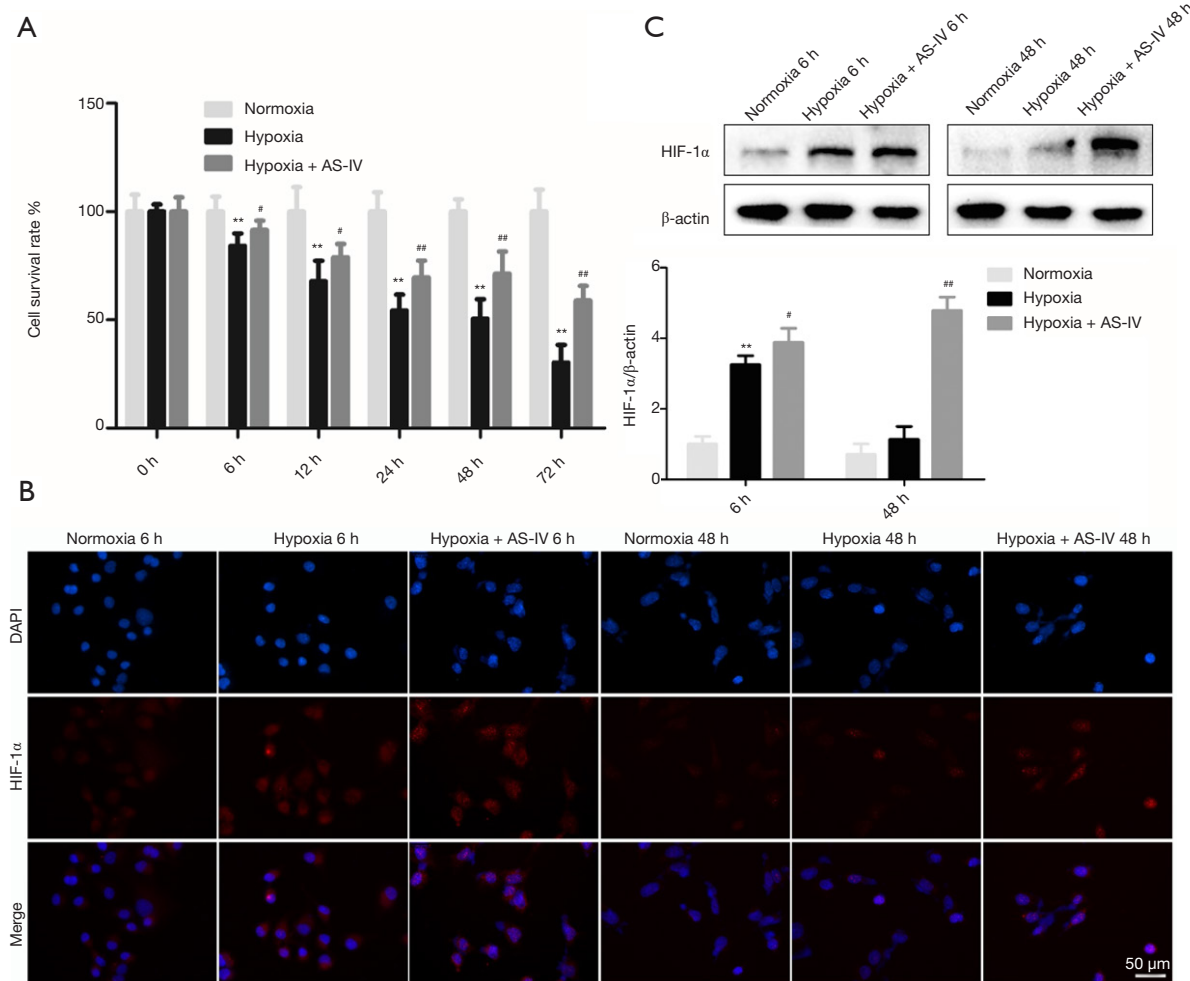 A
150
100
50
0
Cell survival rate %
Normoxia
Hypoxia
Hypoxia + AS-IV
**
#
**
#
**
##
**
##
**
##
0 h
6 h
12 h
24 h
48 h
72 h
C
Normoxia 6 h
Hypoxia 6 h
Hypoxia + AS-IV 6 h
Normoxia 48 h
Hypoxia 48 h
Hypoxia + AS-IV 48 h
HIF-1α
β-actin
6
4
2
0
HIF-1α/β-actin
Normoxia
Hypoxia
Hypoxia + AS-IV
**
#
##
6 h
48 h
B
Normoxia 6 h
Hypoxia 6 h
Hypoxia + AS-IV 6 h
Normoxia 48 h
Hypoxia 48 h
Hypoxia + AS-IV 48 h
DAPI
HIF-1α
Merge
50 μm